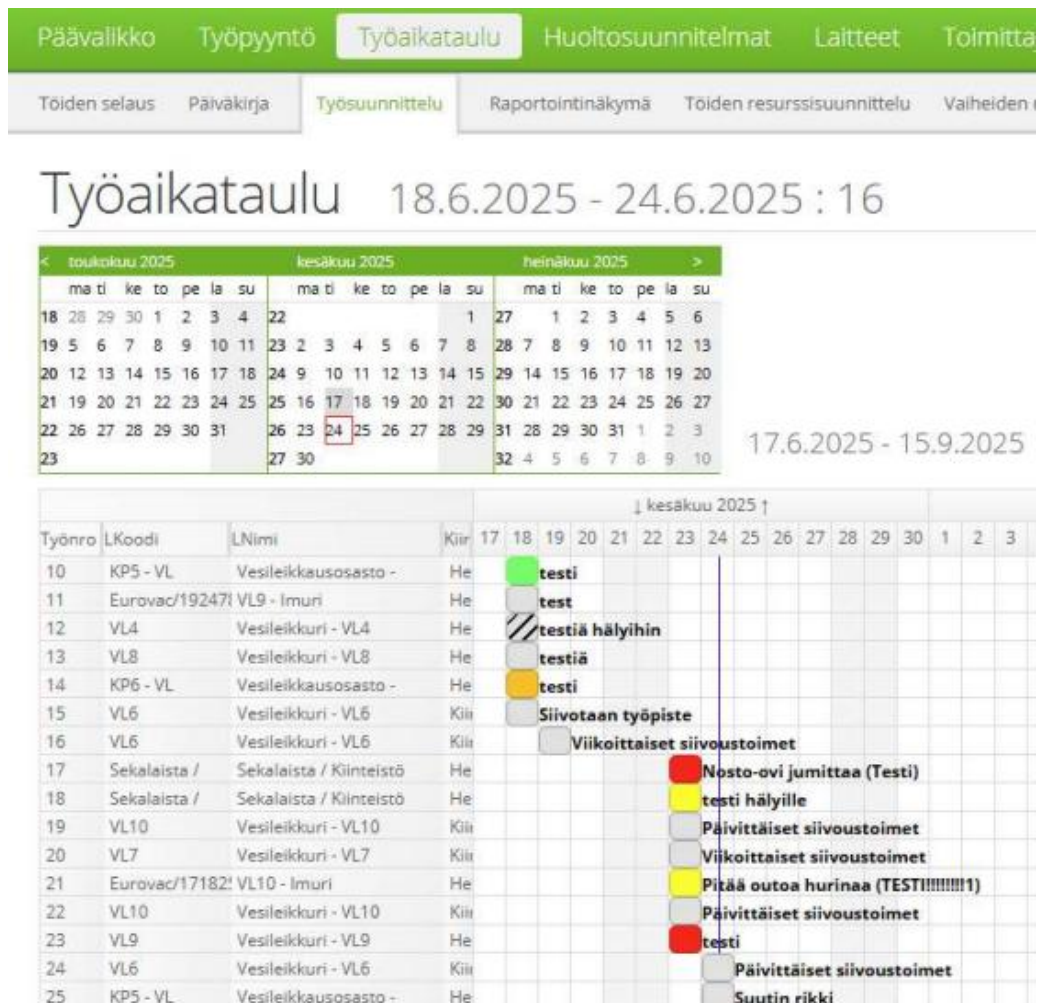 Päävalikko Työpyyntö Työaikataulu Huoltosuunnitelmat Laitteet Toimitta
Töiden selaus Päiväkirja Työsuunnittelu Raportointinäkymä Töiden resurssisuunnittelu Vaiheiden
Työaikataulu 18.6.2025 - 24.6.2025 : 16
< toukokuu 2025 kesäkuu 2025 heinäkuu 2025 >
ma ti ke to pe la su ma ti ke to pe la su ma ti ke to pe la su
18 28 29 30 1 2 3 4 22 1 27 1 2 3 4 5 6
19 5 6 7 8 9 10 11 23 2 3 4 5 6 7 8 28 7 8 9 10 11 12 13
20 12 13 14 15 16 17 18 24 9 10 11 12 13 14 15 29 14 15 16 17 18 19 20
21 19 20 21 22 23 24 25 25 16 17 18 19 20 21 22 30 21 22 23 24 25 26 27
22 26 27 28 29 30 31 26 23 24 25 26 27 28 29 31 28 29 30 31 1 2 3
23 27 30 32 4 5 6 7 8 9 10
17.6.2025 - 15.9.2025
↓ kesäkuu 2025 ↑
Työnro LKoodi LNimi Kiir 17 18 19 20 21 22 23 24 25 26 27 28 29 30 1 2 3
10 KP5 - VL Vesileikkausosasto - He testi
11 Eurovac/19247 VL9 - Imuri He test
12 VL4 Vesileikkuri - VL4 He testiä hälyihin
13 VL8 Vesileikkuri - VL8 He testiä
14 KP6 - VL Vesileikkausosasto - He testi
15 VL6 Vesileikkuri - VL6 Kii Siivotaan työpiste
16 VL6 Vesileikkuri - VL6 Kii Viikoittaiset siivoustoimet
17 Sekalaista / Sekalaista / Kiinteistö He Nosto-ovi jumittaa (Testi)
18 Sekalaista / Sekalaista / Kiinteistö He testi hälyille
19 VL10 Vesileikkuri - VL10 Kii Päivittäiset siivoustoimet
20 VL7 Vesileikkuri - VL7 Kii Viikoittaiset siivoustoimet
21 Eurovac/17182 VL10 - Imuri He Pitää outoa hurinaa (TESTI!!!!!!!!1)
22 VL10 Vesileikkuri - VL10 Kii Päivittäiset siivoustoimet
23 VL9 Vesileikkuri - VL9 He testi
24 VL6 Vesileikkuri - VL6 Kii Päivittäiset siivoustoimet
25 KP5 - VL Vesileikkausosasto - He Suutin rikki